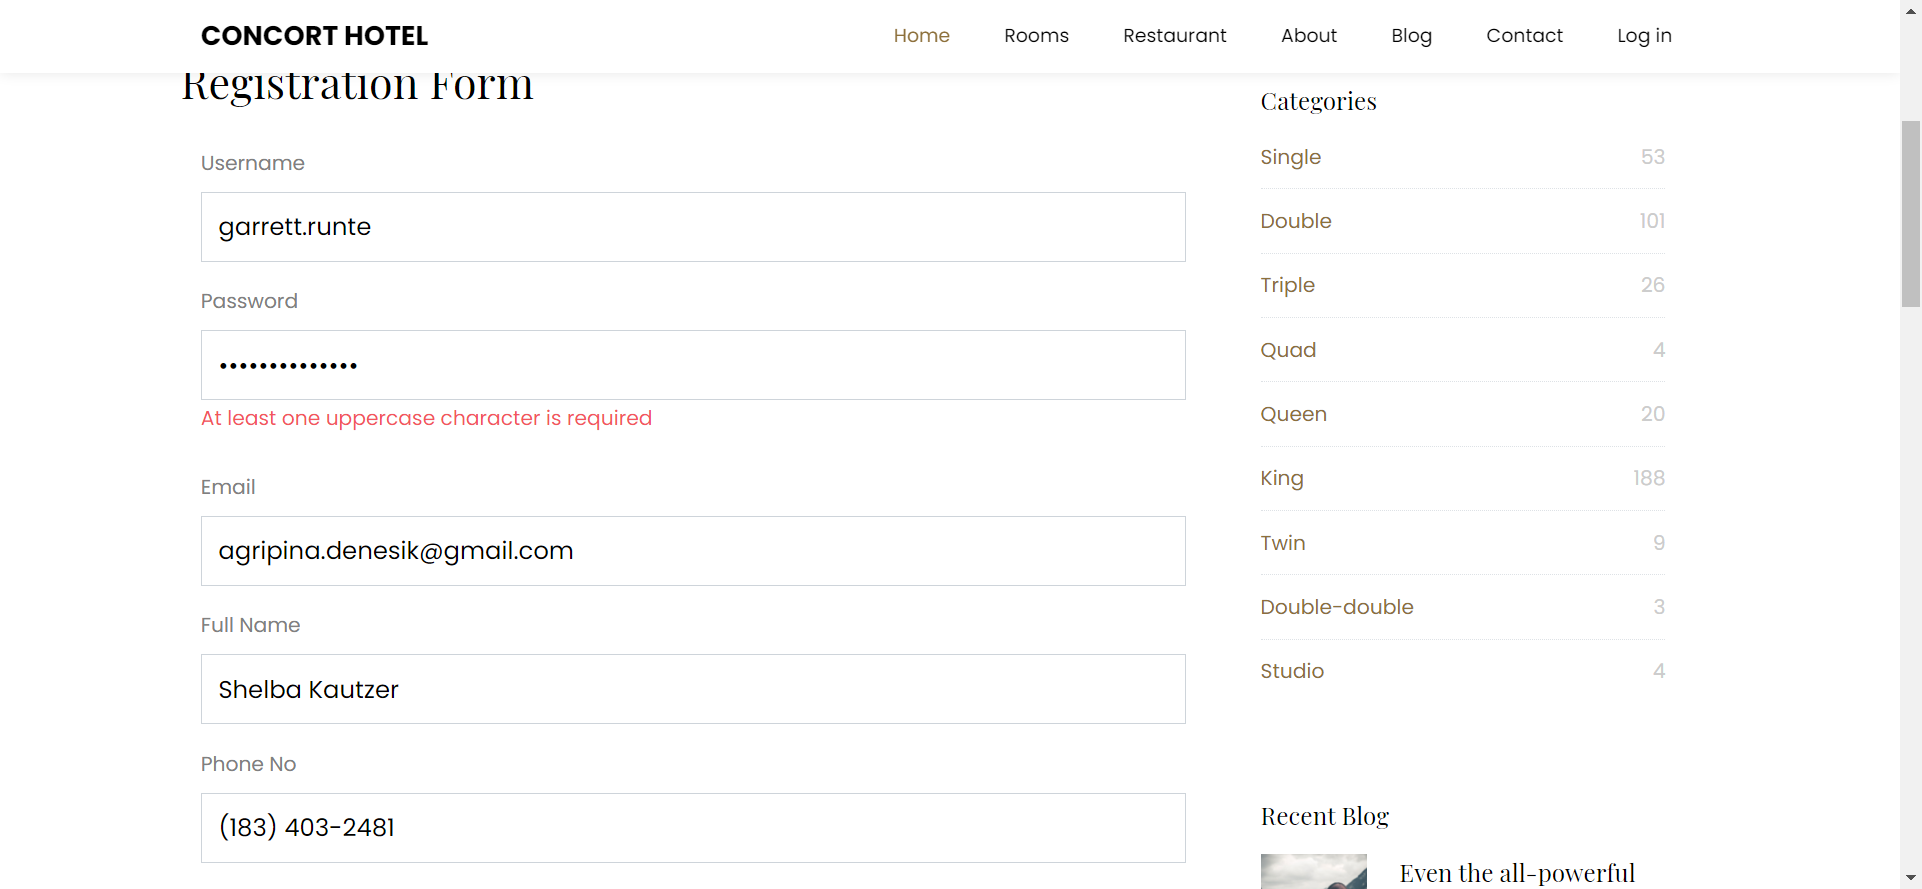 CONCORT HOTEL
Home Rooms Restaurant About Blog Contact Log in
Registration Form
Username
garrett.runte
Password
••••••••••••••
At least one uppercase character is required
Email
agripina.denesik@gmail.com
Full Name
Shelba Kautzer
Phone No
(183) 403-2481
Categories
Single 53
Double 101
Triple 26
Quad 4
Queen 20
King 188
Twin 9
Double-double 3
Studio 4
Recent Blog
Even the all-powerful